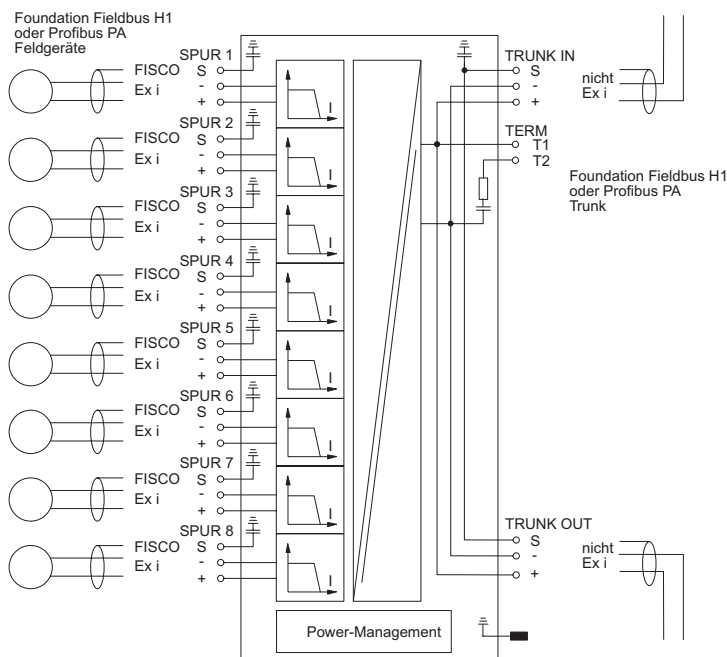 Foundation Fieldbus H1
oder Profibus PA
Feldgeräte
SPUR 1
FISCO S
Ex i -
+
SPUR 2
FISCO S
Ex i -
+
SPUR 3
FISCO S
Ex i -
+
SPUR 4
FISCO S
Ex i -
+
SPUR 5
FISCO S
Ex i -
+
SPUR 6
FISCO S
Ex i -
+
SPUR 7
FISCO S
Ex i -
+
SPUR 8
FISCO S
Ex i -
+
I
I
I
I
I
I
I
I
Power-Management
TRUNK IN
S
-
+
nicht
Ex i
TERM
T1
T2
Foundation Fieldbus H1
oder Profibus PA
Trunk
TRUNK OUT
S
-
+
nicht
Ex i